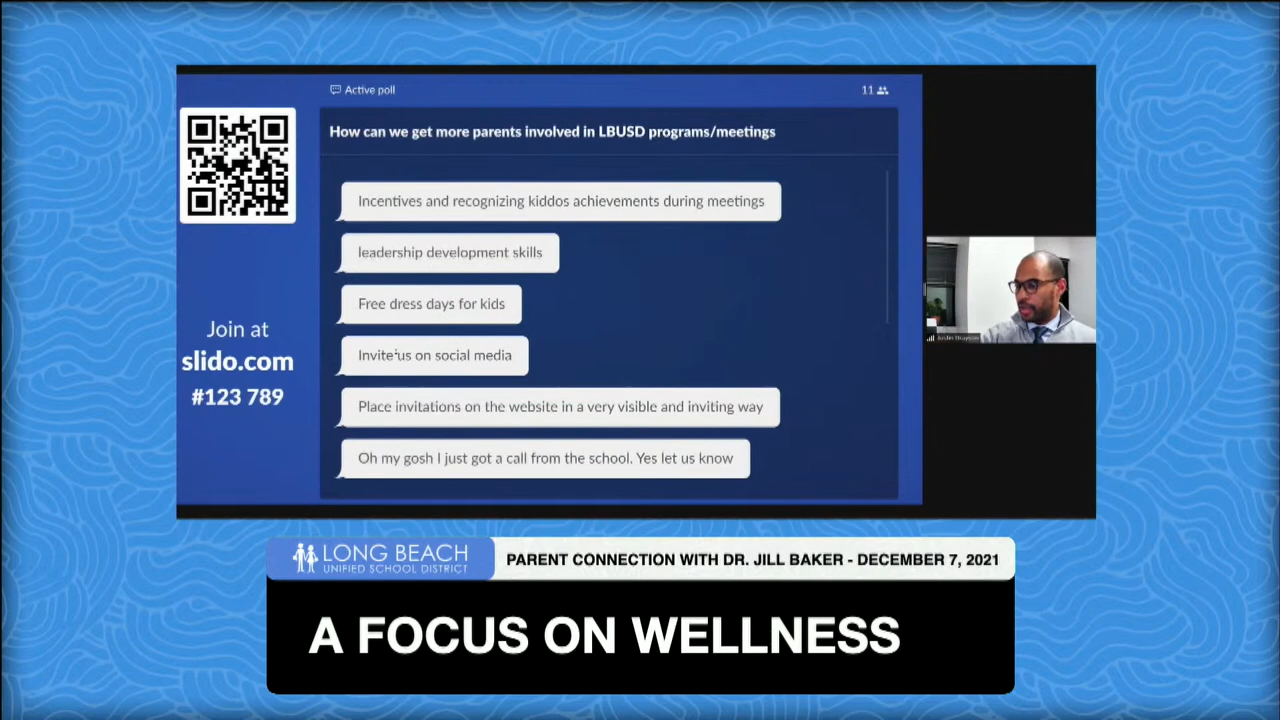 Active poll
11
How can we get more parents involved in LBUSD programs/meetings
Incentives and recognizing kiddos achievements during meetings
leadership development skills
Free dress days for kids
Invite us on social media
Place invitations on the website in a very visible and inviting way
Oh my gosh I just got a call from the school. Yes let us know
Join at
slido.com
#123 789
LONG BEACH
UNIFIED SCHOOL DISTRICT
PARENT CONNECTION WITH DR. JILL BAKER - DECEMBER 7, 2021
A FOCUS ON WELLNESS